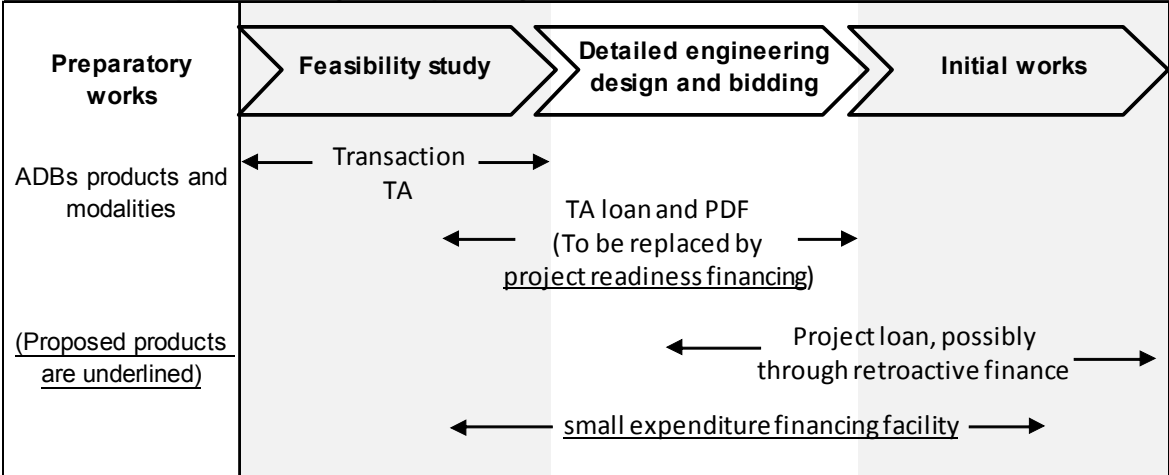 Preparatory
works
Feasibility study
Detailed engineering
design and bidding
Initial works
ADBs products and
modalities
Transaction
TA
TA loan and PDF
(To be replaced by
project readiness financing)
(Proposed products
are underlined)
Project loan, possibly
through retroactive finance
small expenditure financing facility